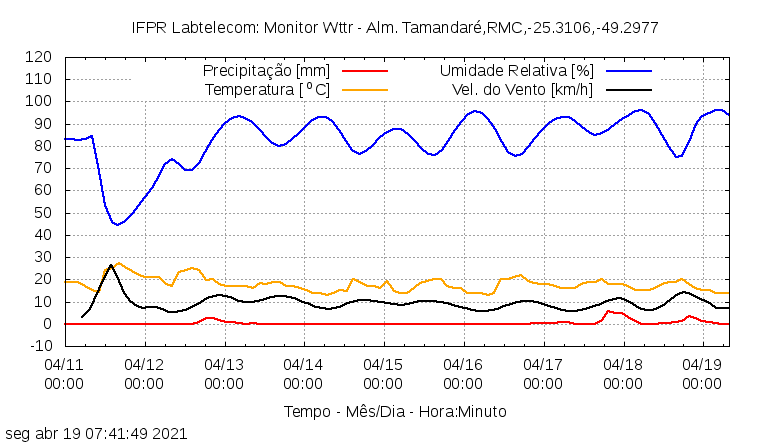 IFPR Labtelecom: Monitor Wttr - Alm. Tamandaré,RMC,-25.3106,-49.2977
120
110
100
90
80
70
60
50
40
30
20
10
0
-10
Precipitação [mm]
Temperatura [ ºC]
Umidade Relativa [%]
Vel. do Vento [km/h]
04/11 04/12 04/13 04/14 04/15 04/16 04/17 04/18 04/19
00:00 00:00 00:00 00:00 00:00 00:00 00:00 00:00 00:00
Tempo - Mês/Dia - Hora:Minuto
seg abr 19 07:41:49 2021